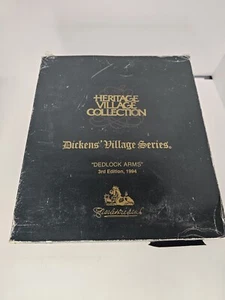 HERITAGE
VILLAGE
COLLECTION
Dickens' Village Series®
"DEDLOCK ARMS"
3rd Edition, 1994